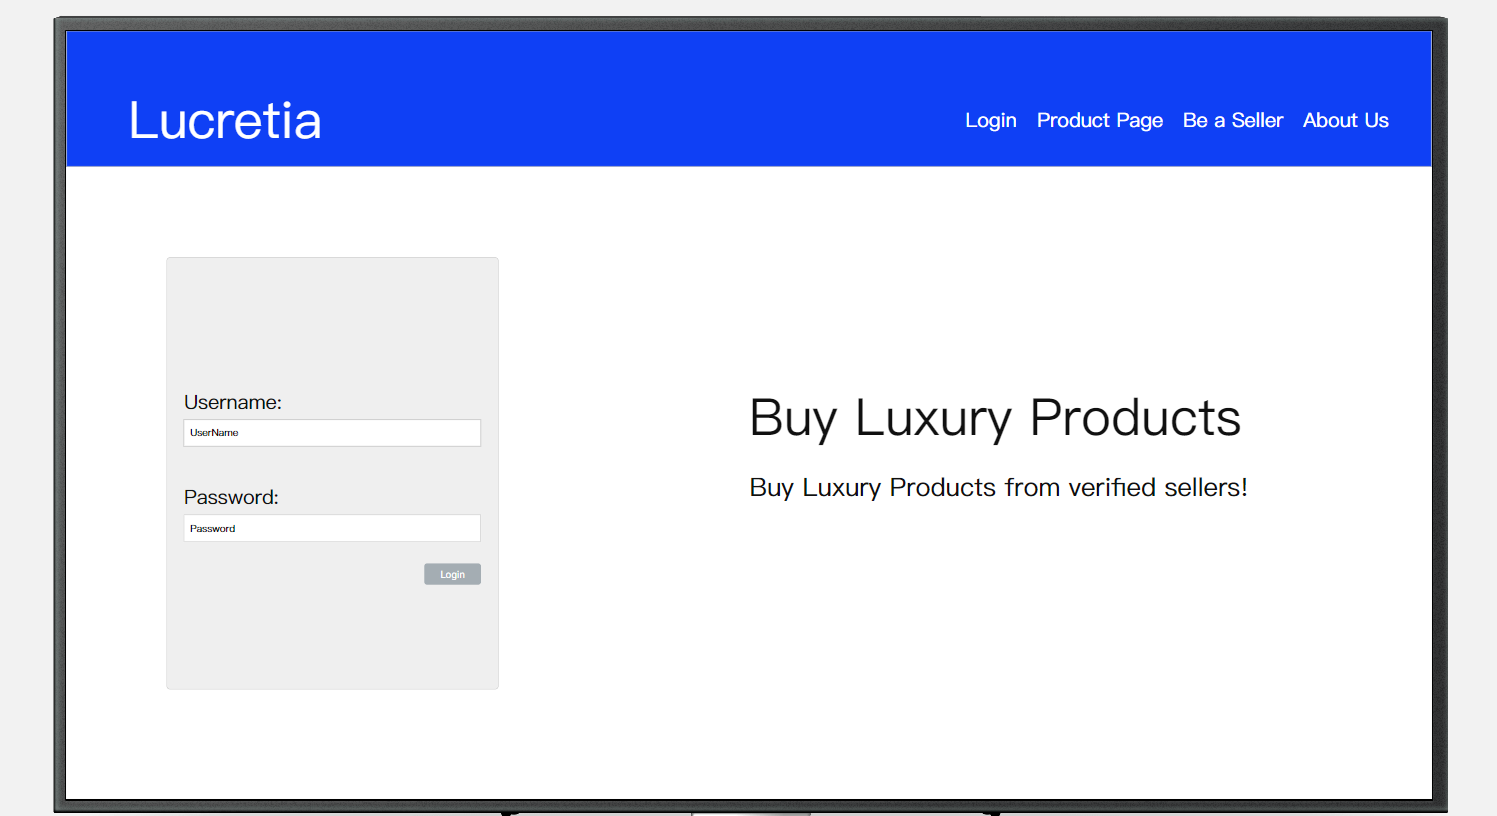 Lucretia
Login Product Page Be a Seller About Us
Username:
UserName
Password:
Password
Login
Buy Luxury Products
Buy Luxury Products from verified sellers!